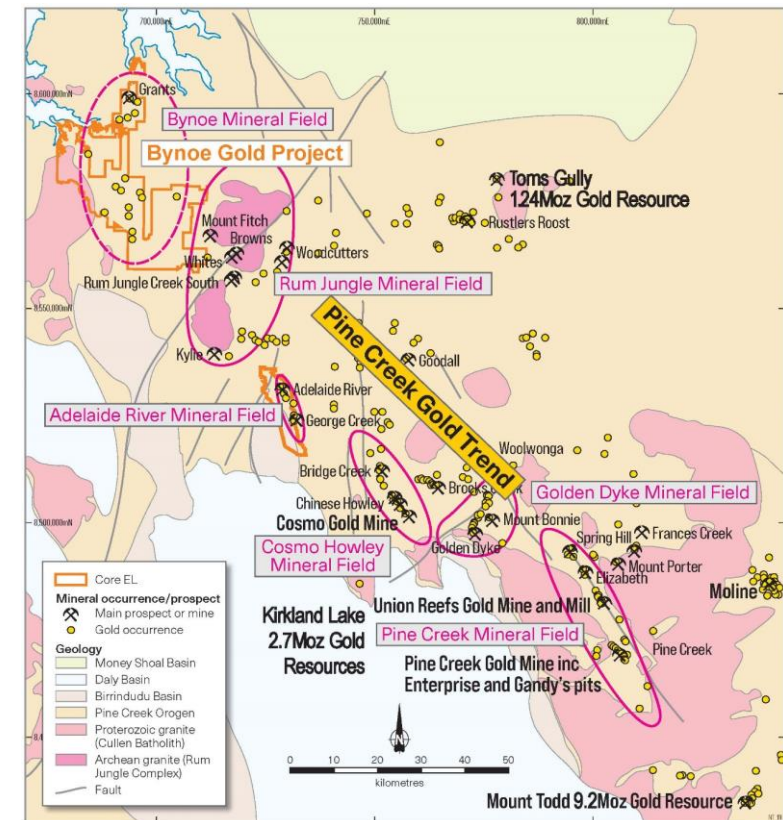 700,000mE
750,000mE
800,000mE
8,600,000mN
Grants
Bynoe Mineral Field
Bynoe Gold Project
Toms Gully
1.24Moz Gold Resource
Rustlers Roost
Mount Fitch
Browns
Whites
Woodcutters
Rum Jungle Creek South
Rum Jungle Mineral Field
8,550,000mN
Pine Creek Gold Trend
Kylie
Goodall
Adelaide River
Adelaide River Mineral Field
George Creek
Woolwonga
Bridge Creek
Golden Dyke Mineral Field
Chinese Howley
Mount Bonnie
8,500,000mN
Cosmo Gold Mine
Golden Dyke
Spring Hill
Frances Creek
Cosmo Howley
Mineral Field
Mount Porter
Elizabeth
Moline
Union Reefs Gold Mine and Mill
Kirkland Lake
2.7Moz Gold
Resources
Pine Creek Mineral Field
Pine Creek
Pine Creek Gold Mine inc
Enterprise and Gandy's pits
Core EL
Mineral occurrence/prospect
Main prospect or mine
Gold occurrence
Geology
Money Shoal Basin
Daly Basin
Birrindudu Basin
Pine Creek Orogen
Proterozoic granite
(Cullen Batholith)
Archean granite (Rum
Jungle Complex)
Fault
N
0 10 20 30 40 50
kilometres
Mount Todd 9.2Moz Gold Resource